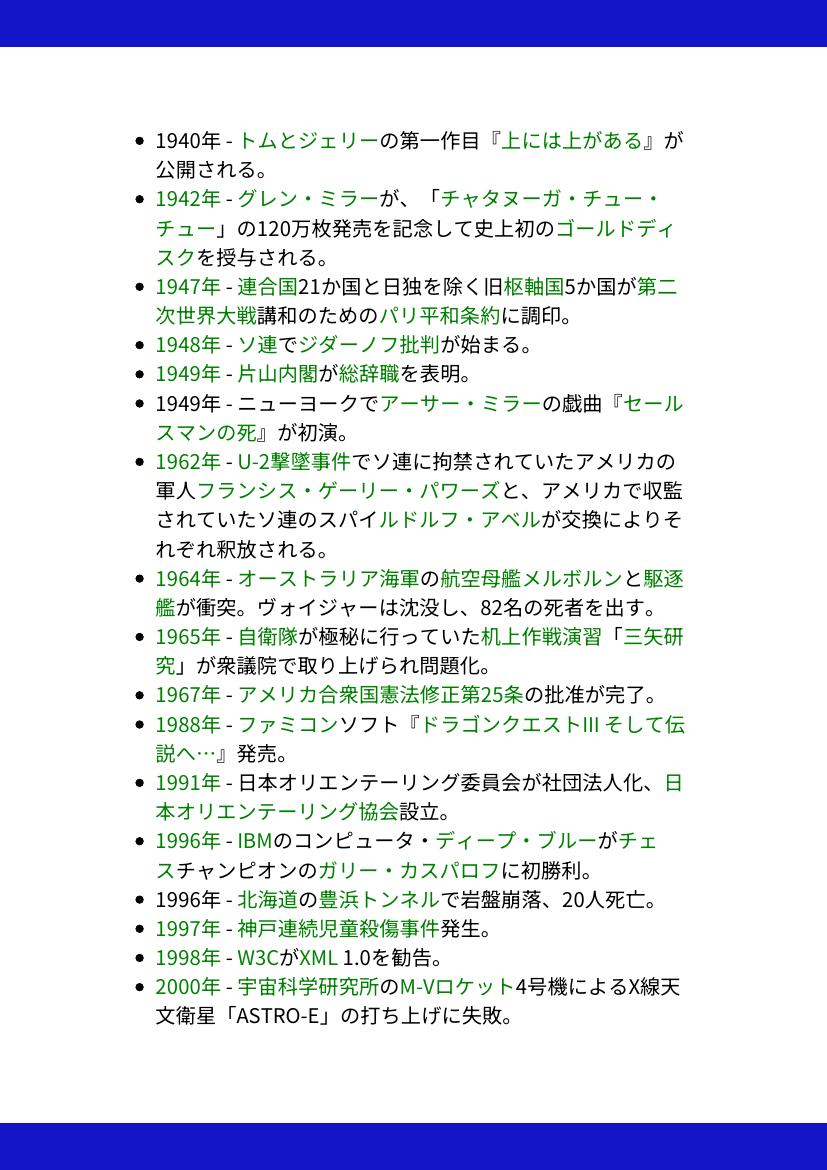 • 1940年 - トムとジェリーの第一作目『上には上がある』が
公開される。
• 1942年 - グレン・ミラーが、「チャタヌーガ・チュー・
チュー」の120万枚発売を記念して史上初のゴールドディ
スクを授与される。
• 1947年 - 連合国21か国と日独を除く旧枢軸国5か国が第二
次世界大戦講和のためのパリ平和条約に調印。
• 1948年 - ソ連でジダーノフ批判が始まる。
• 1949年 - 片山内閣が総辞職を表明。
• 1949年 - ニューヨークでアーサー・ミラーの戯曲『セール
スマンの死』が初演。
• 1962年 - U-2撃墜事件でソ連に拘禁されていたアメリカの
軍人フランシス・ゲーリー・パワーズと、アメリカで収監
されていたソ連のスパイルドルフ・アベルが交換によりそ
れぞれ釈放される。
• 1964年 - オーストラリア海軍の航空母艦メルボルンと駆逐
艦が衝突。ヴォイジャーは沈没し、82名の死者を出す。
• 1965年 - 自衛隊が極秘に行っていた机上作戦演習「三矢研
究」が衆議院で取り上げられ問題化。
• 1967年 - アメリカ合衆国憲法修正第25条の批准が完了。
• 1988年 - ファミコンソフト『ドラゴンクエストIII そして伝
説へ…』発売。
• 1991年 - 日本オリエンテーリング委員会が社団法人化、日
本オリエンテーリング協会設立。
• 1996年 - IBMのコンピュータ・ディープ・ブルーがチェ
スチャンピオンのガリー・カスパロフに初勝利。
• 1996年 - 北海道の豊浜トンネルで岩盤崩落、20人死亡。
• 1997年 - 神戸連続児童殺傷事件発生。
• 1998年 - W3CがXML 1.0を勧告。
• 2000年 - 宇宙科学研究所のM-Vロケット4号機によるX線天
文衛星「ASTRO-E」の打ち上げに失敗。